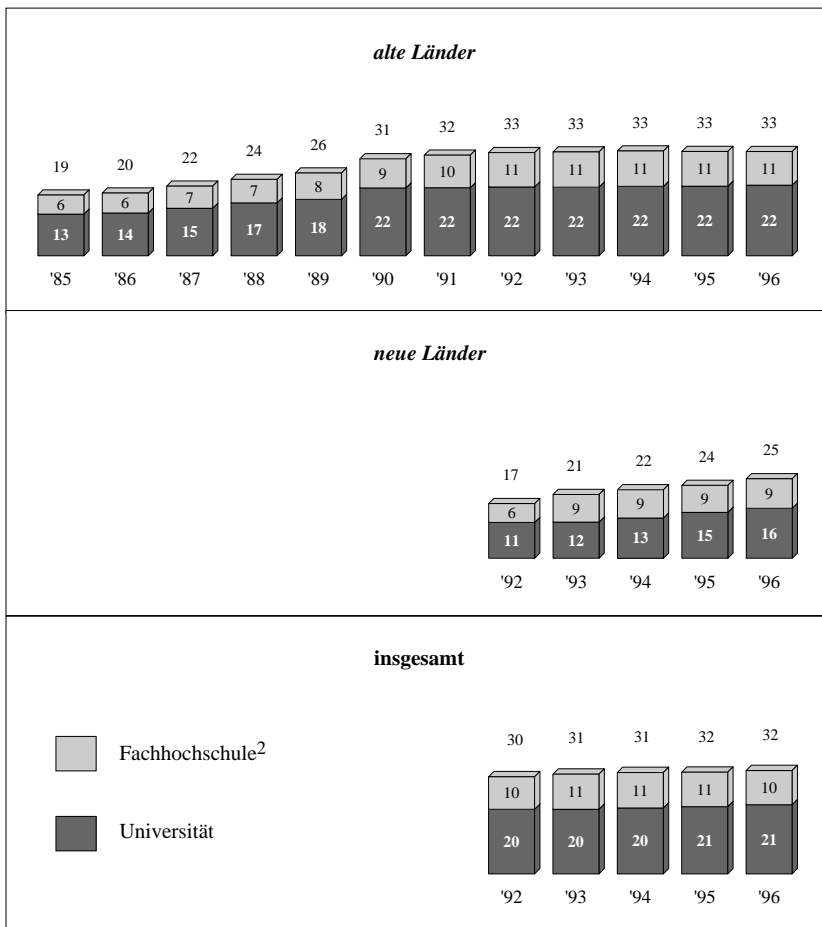 alte Länder
19 20 22 24 26 31 32 33 33 33 33 33
6 6 7 7 8 9 10 11 11 11 11 11
13 14 15 17 18 22 22 22 22 22 22 22
'85 '86 '87 '88 '89 '90 '91 '92 '93 '94 '95 '96
neue Länder
17 21 22 24 25
6 9 9 9 9
11 12 13 15 16
'92 '93 '94 '95 '96
insgesamt
30 31 31 32 32
Fachhochschule2
10 11 11 11 10
Universität
20 20 20 21 21
'92 '93 '94 '95 '96